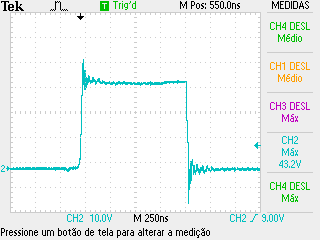 Tek Trig'd M Pos: 550.0ns MEDIDAS
CH4 DESL
Médio
CH1 DESL
Médio
CH3 DESL
Máx
CH2
Máx
43.2V
CH4 DESL
Máx
2
CH2 10.0V M 250ns CH2 9.00V
Pressione um botão de tela para alterar a medição